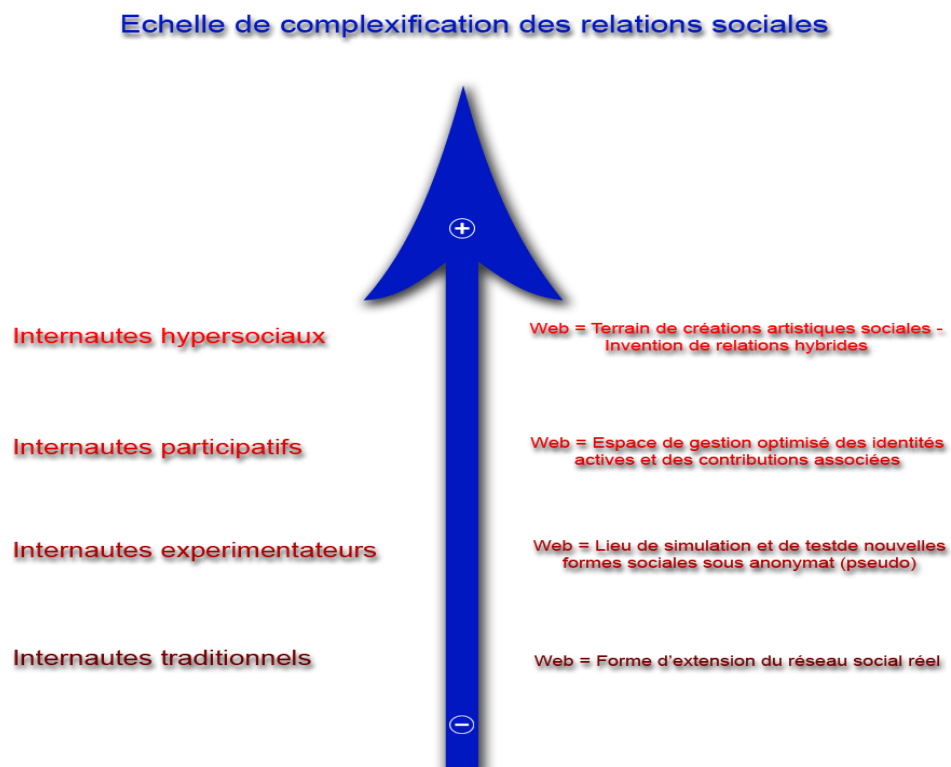 Echelle de complexification des relations sociales
+
Internautes hypersociaux
Web = Terrain de créations artistiques sociales -
Invention de relations hybrides
Internautes participatifs
Web = Espace de gestion optimisé des identités
actives et des contributions associées
Internautes experimentateurs
Web = Lieu de simulation et de testde nouvelles
formes sociales sous anonymat (pseudo)
Internautes traditionnels
Web = Forme d'extension du réseau social réel
−